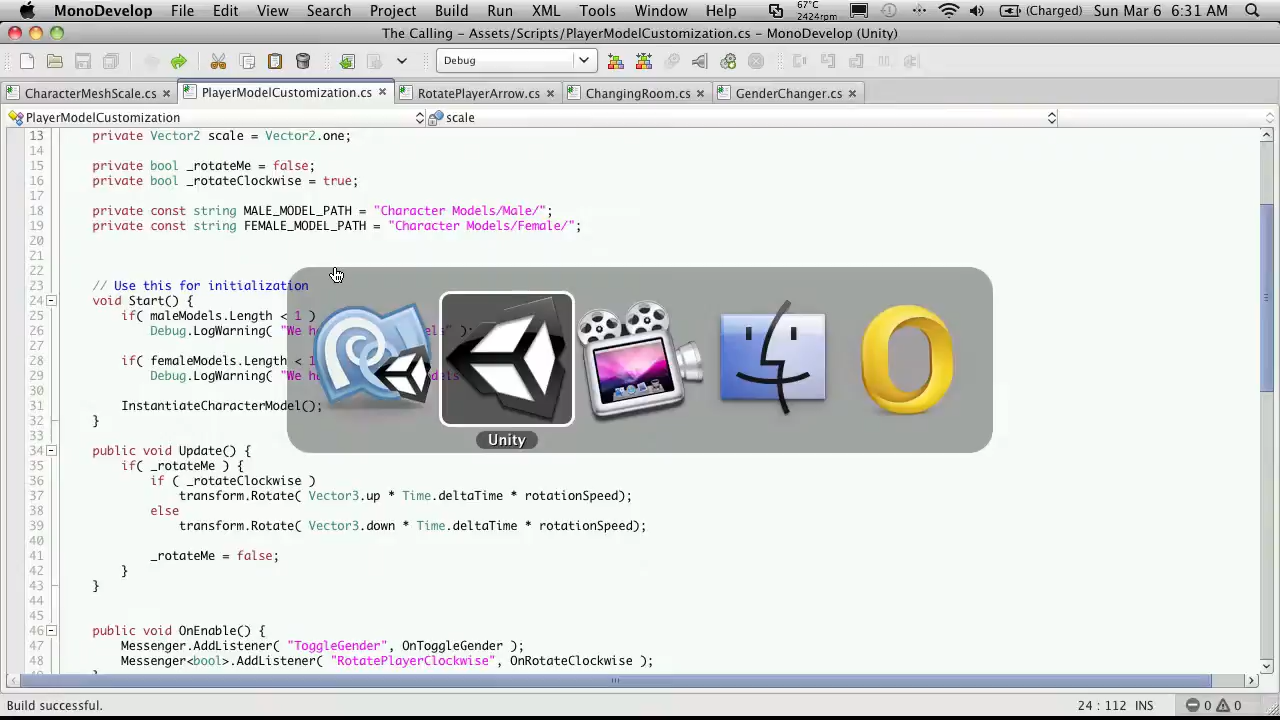 MonoDevelop File Edit View Search Project Build Run XML Tools Window Help 67°C 2424rpm (Charged) Sun Mar 6 6:31 AM
The Calling - Assets/Scripts/PlayerModelCustomization.cs - MonoDevelop (Unity)
Debug
CharacterMeshScale.cs PlayerModelCustomization.cs RotatePlayerArrow.cs ChangingRoom.cs GenderChanger.cs
PlayerModelCustomization scale
13 private Vector2 scale = Vector2.one;
14
15 private bool _rotateMe = false;
16 private bool _rotateClockwise = true;
17
18 private const string MALE_MODEL_PATH = "Character Models/Male/";
19 private const string FEMALE_MODEL_PATH = "Character Models/Female/";
20
21
22
23 // Use this for initialization
24 void Start() {
25 if( maleModels.Length < 1 )
26 Debug.LogWarning( "We ha els" );
27
28 if( femaleModels.Length < 1
29 Debug.LogWarning( "We ha
30
31 InstantiateCharacterModel();
32 }
33
34 public void Update() {
35 if( _rotateMe ) {
36 if ( _rotateClockwise )
37 transform.Rotate( Vector3.up * Time.deltaTime * rotationSpeed);
38 else
39 transform.Rotate( Vector3.down * Time.deltaTime * rotationSpeed);
40
41 _rotateMe = false;
42 }
43 }
44
45
46 public void OnEnable() {
47 Messenger.AddListener( "ToggleGender", OnToggleGender );
48 Messenger<bool>.AddListener( "RotatePlayerClockwise", OnRotateClockwise );
Unity
Build successful. 24 : 112 INS 0 0